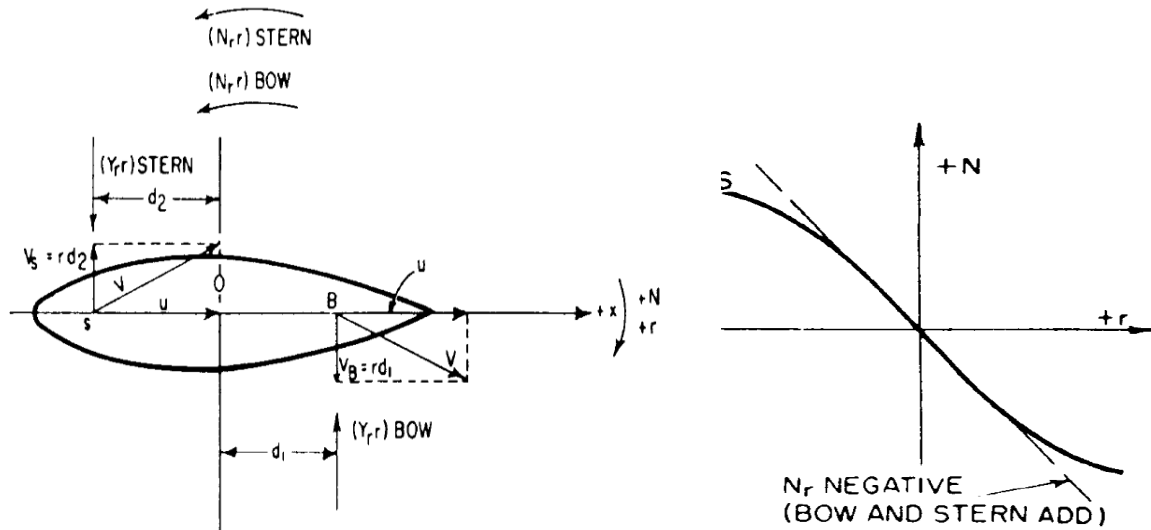 (Nᵣr) STERN
(Nᵣr) BOW
(Yᵣr) STERN
d₂
Vₛ = rd₂
V
u
O
u
S
B
+x
+N
+r
V_B = rd₁
V
(Yᵣr) BOW
d₁
+N
S
+r
Nᵣ NEGATIVE
(BOW AND STERN ADD)